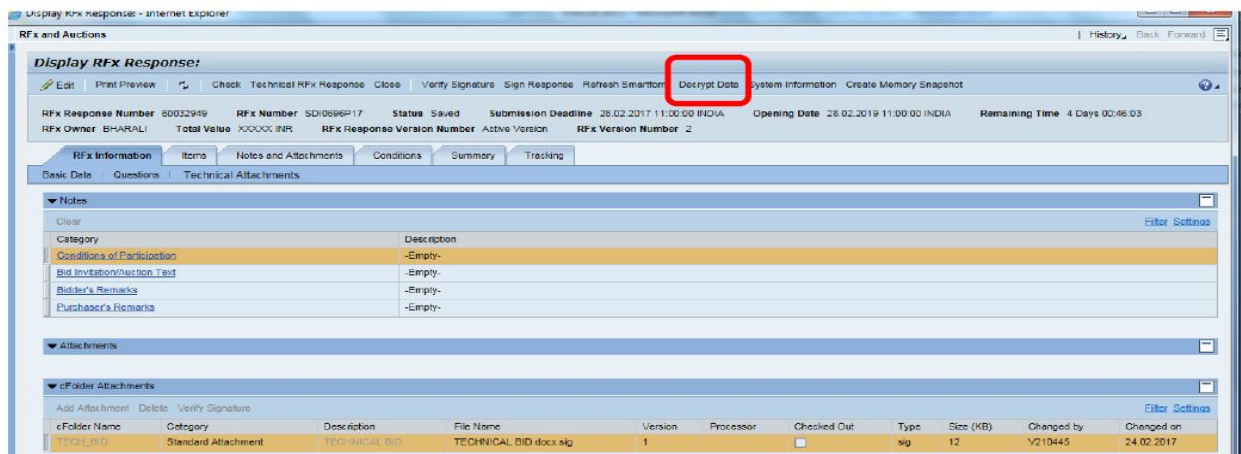 Display RFx Response: - Internet Explorer
RFx and Auctions | History Back Forward
Display RFx Response:
Edit | Print Preview | Check Technical RFx Response Close | Verify Signature Sign Response Refresh Smartform Decrypt Data System Information Create Memory Snapshot
RFx Response Number 60032949 RFx Number SDI0696P17 Status Saved Submission Deadline 28.02.2017 11:00:00 INDIA Opening Date 28.02.2019 11:00:00 INDIA Remaining Time 4 Days 00:46:03
RFx Owner BHARALI Total Value XXXXX INR RFx Response Version Number Active Version RFx Version Number 2
RFx Information Items Notes and Attachments Conditions Summary Tracking
Basic Data | Questions | Technical Attachments
Notes
Clear Filter Settings
Category Description
Conditions of Participation -Empty-
Bid Invitation/Auction Text -Empty-
Bidder's Remarks -Empty-
Purchaser's Remarks -Empty-
Attachments
cFolder Attachments
Add Attachment Delete Verify Signature Filter Settings
cFolder Name Category Description File Name Version Processor Checked Out Type Size (KB) Changed by Changed on
TECH_BID Standard Attachment TECHNICAL BID TECHNICAL BID.docx.sig 1 sig 12 V210445 24.02.2017